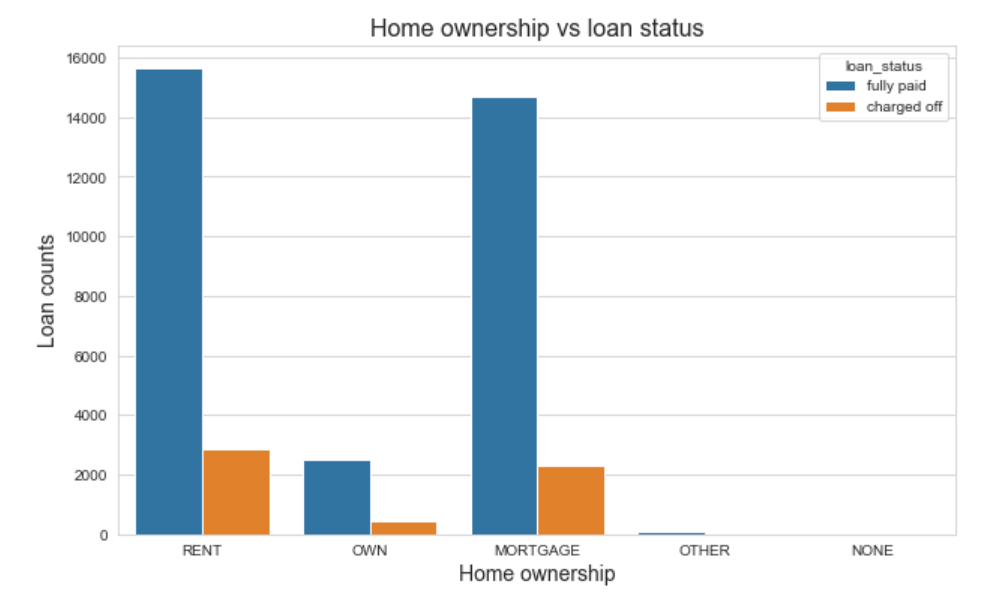 Home ownership vs loan status
loan_status
fully paid
charged off
16000
14000
12000
10000
8000
6000
4000
2000
0
Loan counts
RENT OWN MORTGAGE OTHER NONE
Home ownership